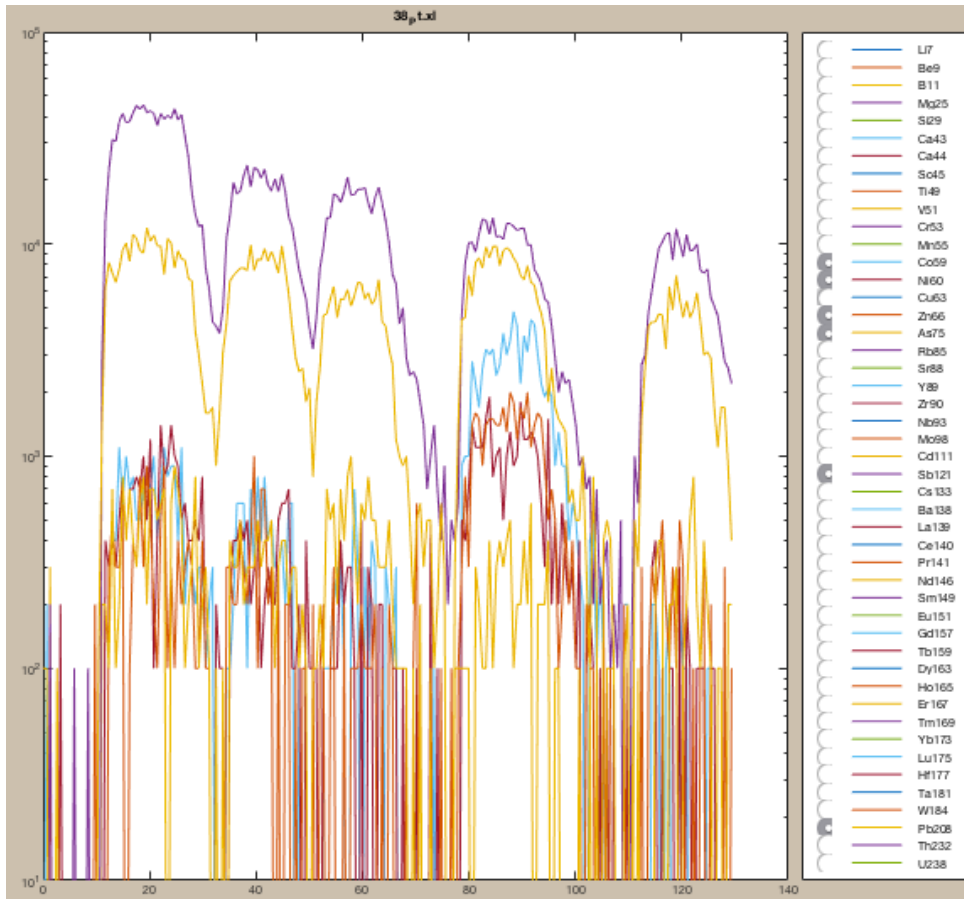 38pt.xl
10^5
10^4
10^3
10^2
10^1
0 20 40 60 80 100 120 140
Li7
Be9
B11
Mg25
Si29
Ca43
Ca44
Sc45
Ti49
V51
Cr53
Mn55
Co59
Ni60
Cu63
Zn66
As75
Rb85
Sr88
Y89
Zr90
Nb93
Mo98
Cd111
Sb121
Cs133
Ba138
La139
Ce140
Pr141
Nd146
Sm149
Eu151
Gd157
Tb159
Dy163
Ho165
Er167
Tm169
Yb173
Lu175
Hf177
Ta181
W184
Pb208
Th232
U238